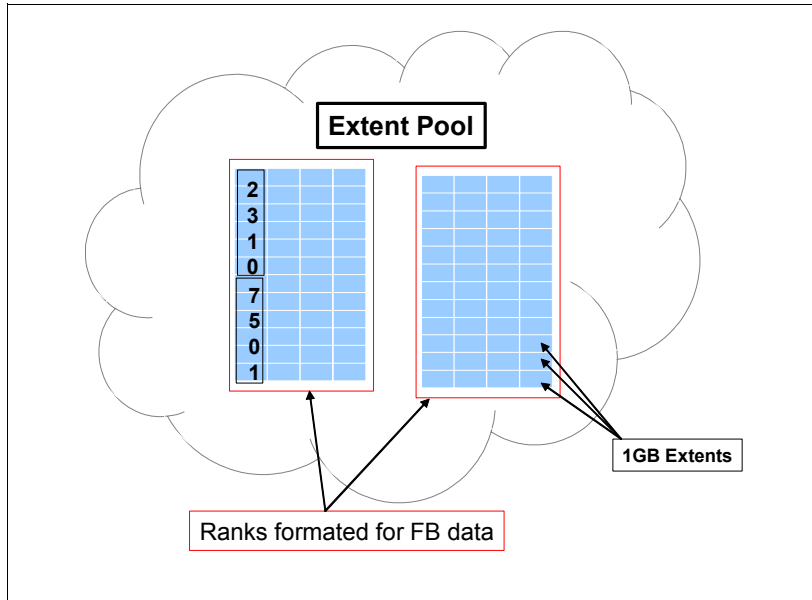 Extent Pool
2
3
1
0
7
5
0
1
1GB Extents
Ranks formated for FB data